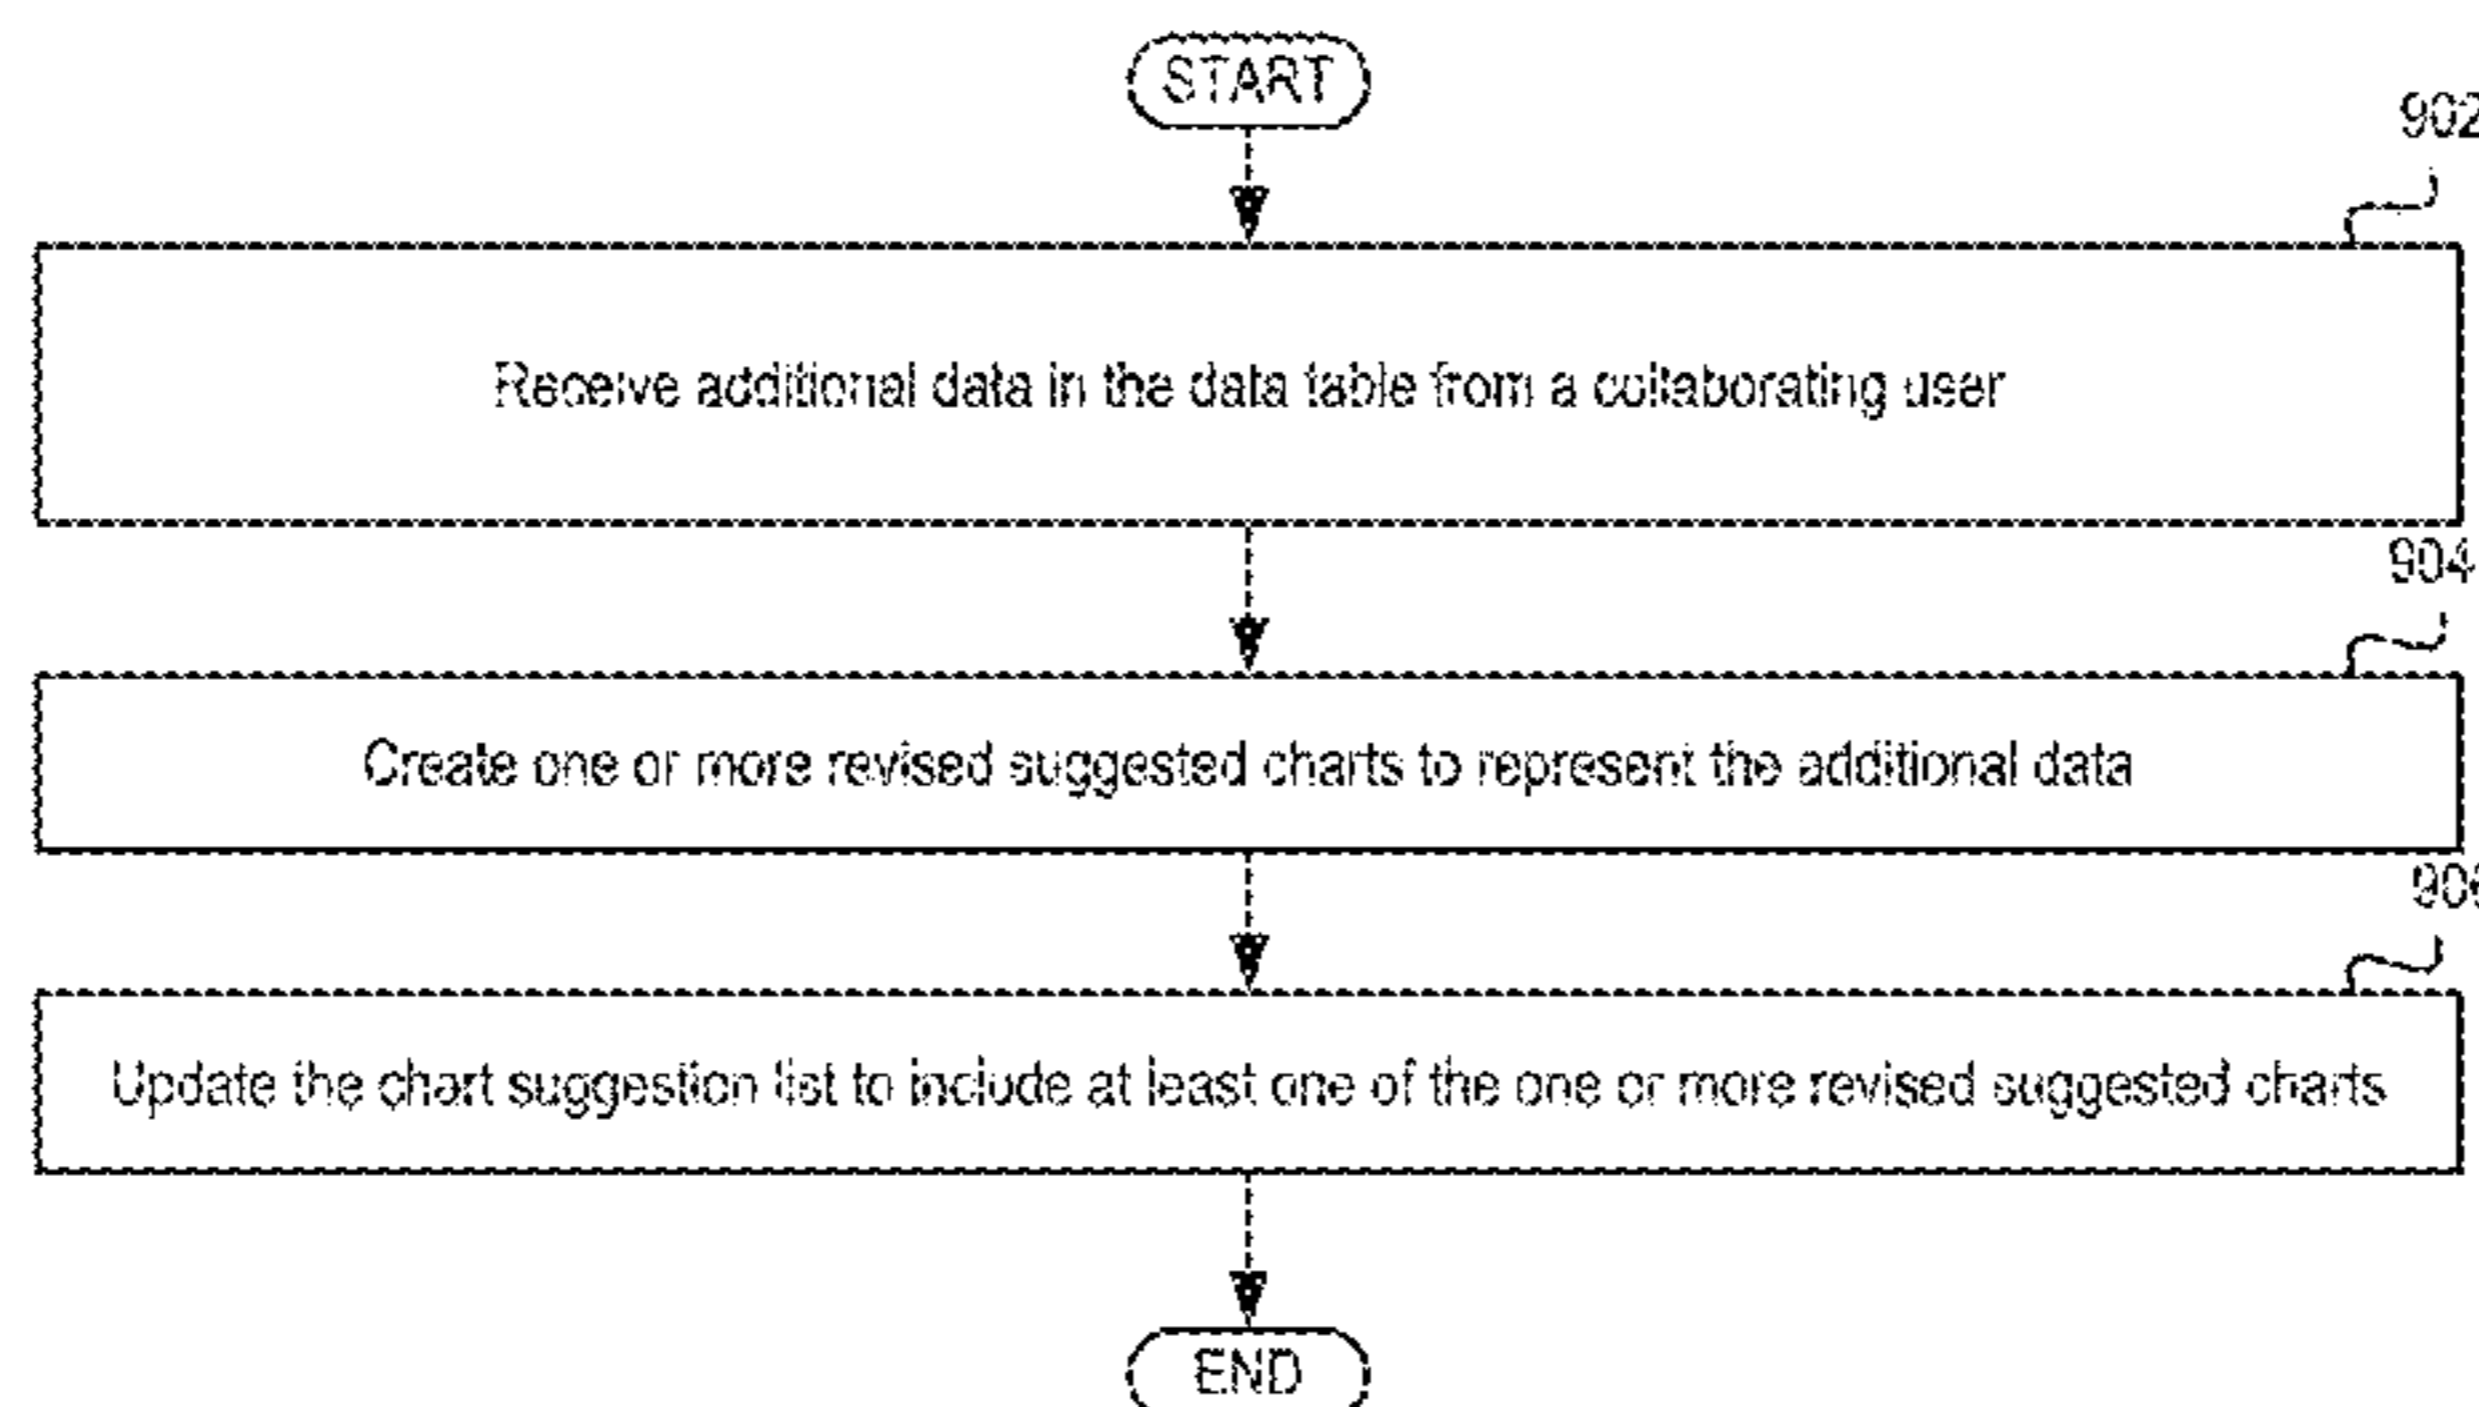 START
902
Receive additional data in the data table from a collaborating user
904
Create one or more revised suggested charts to represent the additional data
Update the chart suggestion list to include at least one of the one or more revised suggested charts
END